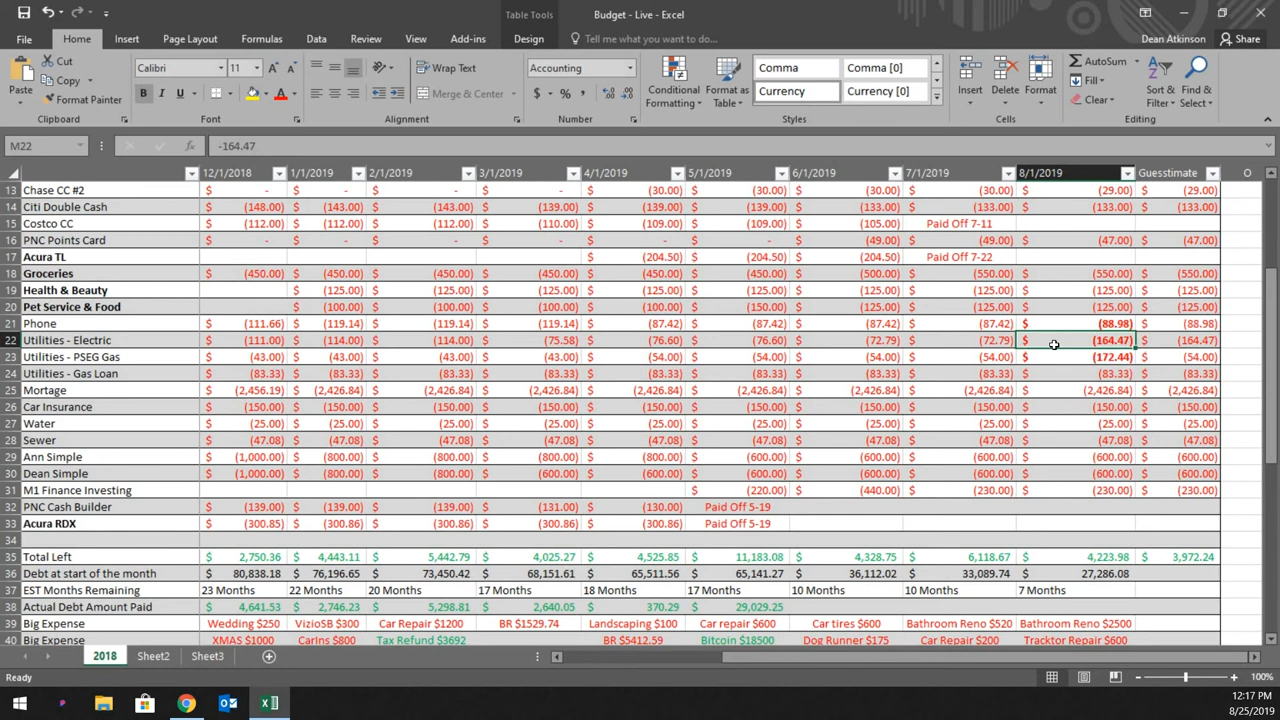 Table Tools Budget - Live - Excel
File Home Insert Page Layout Formulas Data Review View Add-ins Design Tell me what you want to do... Dean Atkinson Share
Cut Calibri 11 Wrap Text Accounting Comma Comma [0] AutoSum
Copy Paste Conditional Formatting Format as Table Insert Delete Format Fill Sort & Filter Find & Select
Format Painter B I U Merge & Center $ % , Currency Currency [0] Clear
Clipboard Font Alignment Number Styles Cells Editing
M22 fx -164.47
12/1/2018 1/1/2019 2/1/2019 3/1/2019 4/1/2019 5/1/2019 6/1/2019 7/1/2019 8/1/2019 Guesstimate O
13 Chase CC #2 $ - $ - $ - $ - $ (30.00) $ (30.00) $ (30.00) $ (30.00) $ (29.00) $ (29.00)
14 Citi Double Cash $ (148.00) $ (143.00) $ (143.00) $ (139.00) $ (139.00) $ (139.00) $ (133.00) $ (133.00) $ (133.00) $ (133.00)
15 Costco CC $ (112.00) $ (112.00) $ (112.00) $ (110.00) $ (109.00) $ (109.00) $ (105.00) Paid Off 7-11
16 PNC Points Card $ - $ - $ - $ - $ - $ - $ (49.00) $ (49.00) $ (47.00) $ (47.00)
17 Acura TL $ (204.50) $ (204.50) $ (204.50) Paid Off 7-22
18 Groceries $ (450.00) $ (450.00) $ (450.00) $ (450.00) $ (450.00) $ (450.00) $ (500.00) $ (550.00) $ (550.00) $ (550.00)
19 Health & Beauty $ (125.00) $ (125.00) $ (125.00) $ (125.00) $ (125.00) $ (125.00) $ (125.00) $ (125.00) $ (125.00)
20 Pet Service & Food $ (100.00) $ (100.00) $ (100.00) $ (100.00) $ (150.00) $ (125.00) $ (125.00) $ (125.00) $ (125.00)
21 Phone $ (111.66) $ (119.14) $ (119.14) $ (119.14) $ (87.42) $ (87.42) $ (87.42) $ (87.42) $ (88.98) $ (88.98)
22 Utilities - Electric $ (111.00) $ (114.00) $ (114.00) $ (75.58) $ (76.60) $ (76.60) $ (72.79) $ (72.79) $ (164.47) $ (164.47)
23 Utilities - PSEG Gas $ (43.00) $ (43.00) $ (43.00) $ (43.00) $ (54.00) $ (54.00) $ (54.00) $ (54.00) $ (172.44) $ (54.00)
24 Utilities - Gas Loan $ (83.33) $ (83.33) $ (83.33) $ (83.33) $ (83.33) $ (83.33) $ (83.33) $ (83.33) $ (83.33) $ (83.33)
25 Mortage $ (2,456.19) $ (2,426.84) $ (2,426.84) $ (2,426.84) $ (2,426.84) $ (2,426.84) $ (2,426.84) $ (2,426.84) $ (2,426.84) $ (2,426.84)
26 Car Insurance $ (150.00) $ (150.00) $ (150.00) $ (150.00) $ (150.00) $ (150.00) $ (150.00) $ (150.00) $ (150.00) $ (150.00)
27 Water $ (25.00) $ (25.00) $ (25.00) $ (25.00) $ (25.00) $ (25.00) $ (25.00) $ (25.00) $ (25.00) $ (25.00)
28 Sewer $ (47.08) $ (47.08) $ (47.08) $ (47.08) $ (47.08) $ (47.08) $ (47.08) $ (47.08) $ (47.08) $ (47.08)
29 Ann Simple $ (1,000.00) $ (800.00) $ (800.00) $ (800.00) $ (600.00) $ (600.00) $ (600.00) $ (600.00) $ (600.00) $ (600.00)
30 Dean Simple $ (1,000.00) $ (800.00) $ (800.00) $ (800.00) $ (600.00) $ (600.00) $ (600.00) $ (600.00) $ (600.00) $ (600.00)
31 M1 Finance Investing $ (220.00) $ (440.00) $ (230.00) $ (230.00) $ (230.00)
32 PNC Cash Builder $ (139.00) $ (139.00) $ (139.00) $ (131.00) $ (130.00) Paid Off 5-19
33 Acura RDX $ (300.85) $ (300.86) $ (300.86) $ (300.86) $ (300.86) Paid Off 5-19
34
35 Total Left $ 2,750.36 $ 4,443.11 $ 5,442.79 $ 4,025.27 $ 4,525.85 $ 11,183.08 $ 4,328.75 $ 6,118.67 $ 4,223.98 $ 3,972.24
36 Debt at start of the month $ 80,838.18 $ 76,196.65 $ 73,450.42 $ 68,151.61 $ 65,511.56 $ 65,141.27 $ 36,112.02 $ 33,089.74 $ 27,286.08
37 EST Months Remaining 23 Months 22 Months 20 Months 17 Months 18 Months 17 Months 10 Months 10 Months 7 Months
38 Actual Debt Amount Paid $ 4,641.53 $ 2,746.23 $ 5,298.81 $ 2,640.05 $ 370.29 $ 29,029.25
39 Big Expense Wedding $250 VizioSB $300 Car Repair $1200 BR $1529.74 Landscaping $100 Car repair $600 Car tires $600 Bathroom Reno $520 Bathroom Reno $2500
40 Big Expense XMAS $1000 CarIns $800 Tax Refund $3692 BR $5412.59 Bitcoin $18500 Dog Runner $175 Car Repair $200 Tracktor Repair $600
2018 Sheet2 Sheet3
Ready 100%
12:17 PM
8/25/2019